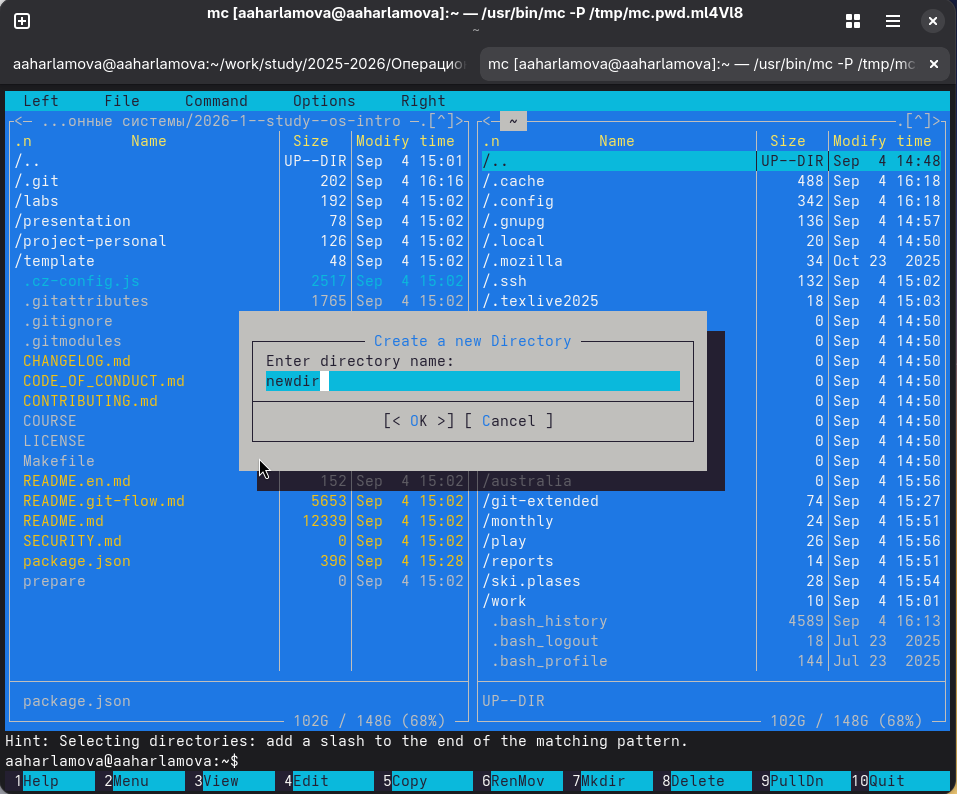 mc [aaharlamova@aaharlamova]:~ — /usr/bin/mc -P /tmp/mc.pwd.ml4Vl8
~
aaharlamova@aaharlamova:~/work/study/2025-2026/Операцио
mc [aaharlamova@aaharlamova]:~ — /usr/bin/mc -P /tmp/mc
Left File Command Options Right
<─ ...онные системы/2026-1--study--os-intro ─.[^]>
.n Name Size Modify time
/.. UP--DIR Sep 4 15:01
/.git 202 Sep 4 16:16
/labs 192 Sep 4 15:02
/presentation 78 Sep 4 15:02
/project-personal 126 Sep 4 15:02
/template 48 Sep 4 15:02
.cz-config.js 2517 Sep 4 15:02
.gitattributes 1765 Sep 4 15:02
.gitignore
.gitmodules
CHANGELOG.md
CODE_OF_CONDUCT.md
CONTRIBUTING.md
COURSE
LICENSE
Makefile
README.en.md 152 Sep 4 15:02
README.git-flow.md 5653 Sep 4 15:02
README.md 12339 Sep 4 15:02
SECURITY.md 0 Sep 4 15:02
package.json 396 Sep 4 15:28
prepare 0 Sep 4 15:02
package.json
102G / 148G (68%)
<─ ~ .[^]>
.n Name Size Modify time
/.. UP--DIR Sep 4 14:48
/.cache 488 Sep 4 16:18
/.config 342 Sep 4 16:18
/.gnupg 136 Sep 4 14:57
/.local 20 Sep 4 14:50
/.mozilla 34 Oct 23 2025
/.ssh 132 Sep 4 15:02
/.texlive2025 18 Sep 4 15:03
0 Sep 4 14:50
0 Sep 4 14:50
0 Sep 4 14:50
0 Sep 4 14:50
0 Sep 4 14:50
0 Sep 4 14:50
0 Sep 4 14:50
0 Sep 4 14:50
/australia 0 Sep 4 15:56
/git-extended 74 Sep 4 15:27
/monthly 24 Sep 4 15:51
/play 26 Sep 4 15:56
/reports 14 Sep 4 15:51
/ski.plases 28 Sep 4 15:54
/work 10 Sep 4 15:01
.bash_history 4589 Sep 4 16:13
.bash_logout 18 Jul 23 2025
.bash_profile 144 Jul 23 2025
UP--DIR
102G / 148G (68%)
Create a new Directory
Enter directory name:
newdir
[< OK >] [ Cancel ]
Hint: Selecting directories: add a slash to the end of the matching pattern.
aaharlamova@aaharlamova:~$
1Help 2Menu 3View 4Edit 5Copy 6RenMov 7Mkdir 8Delete 9PullDn 10Quit